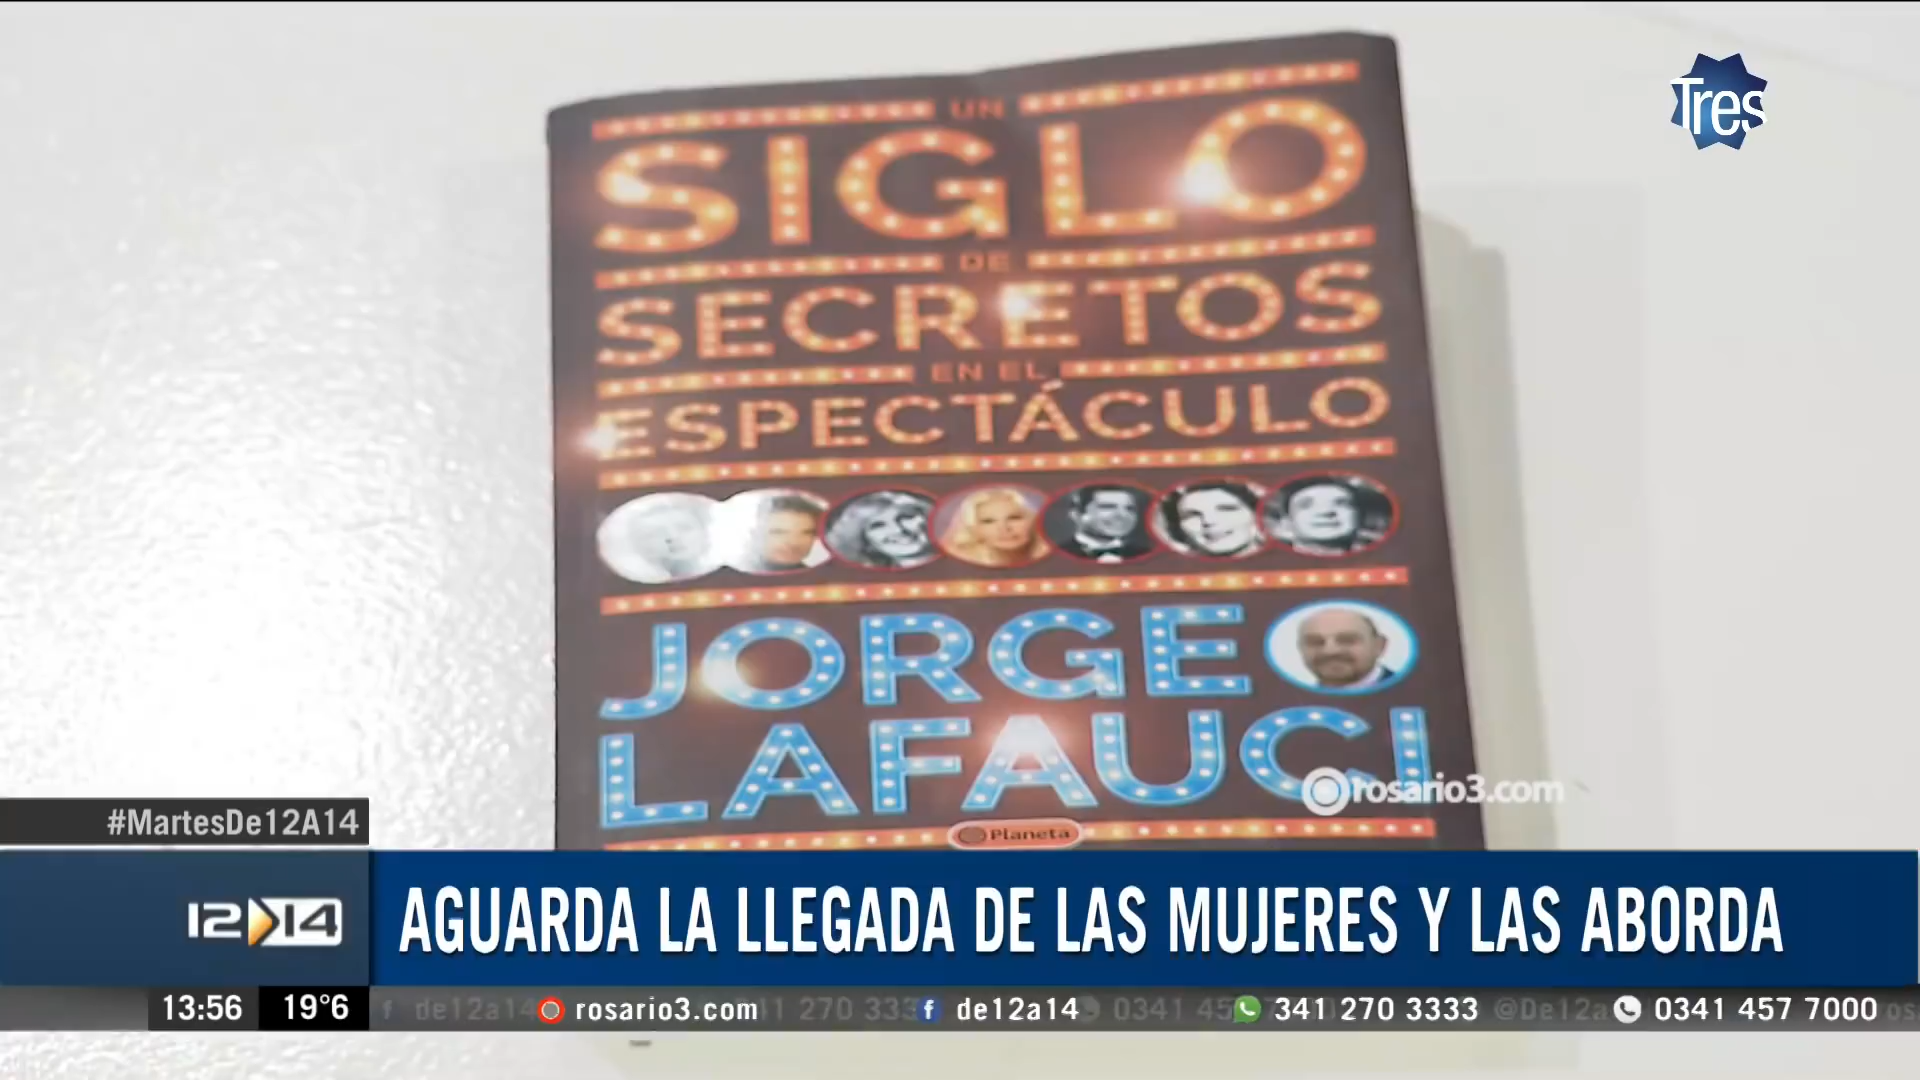 Tres
UN
SIGLO
DE
SECRETOS
EN EL
ESPECTÁCULO
JORGE
LAFAUCI
Planeta
rosario3.com
#MartesDe12A14
12 14
AGUARDA LA LLEGADA DE LAS MUJERES Y LAS ABORDA
13:56 19°6 rosario3.com de12a14 341 270 3333 0341 457 7000